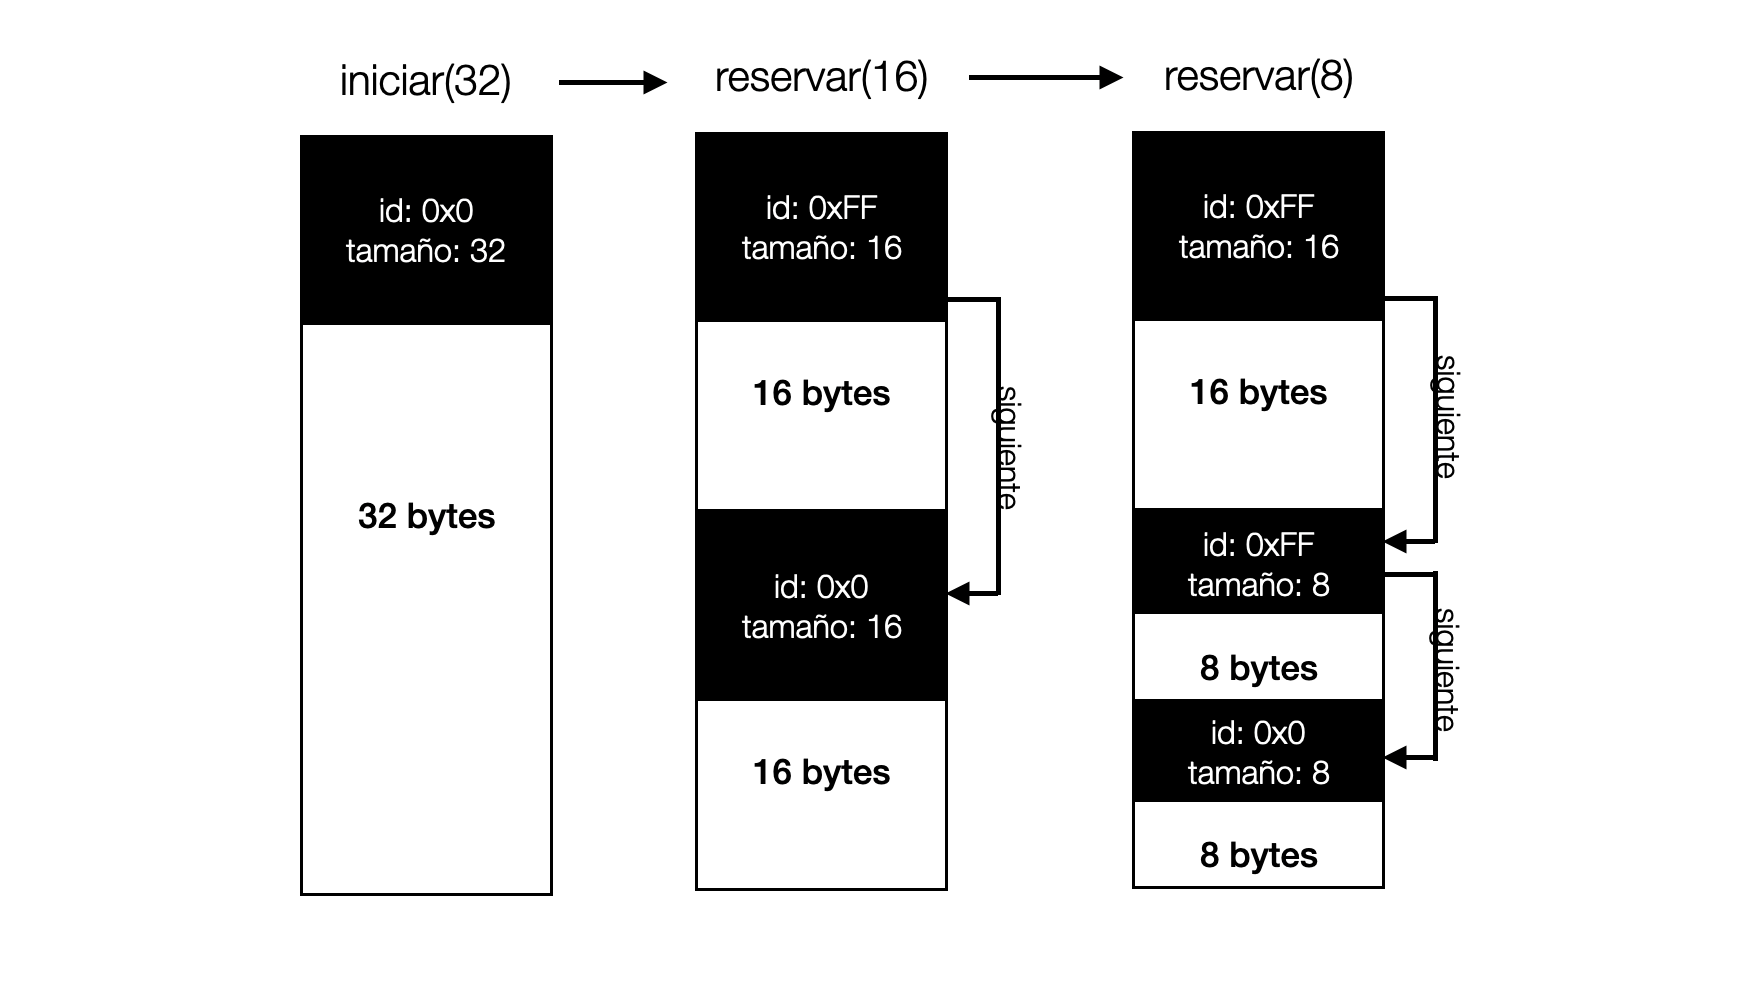 iniciar(32)
reservar(16)
reservar(8)
id: 0x0
tamaño: 32
32 bytes
id: 0xFF
tamaño: 16
16 bytes
siguiente
id: 0x0
tamaño: 16
16 bytes
id: 0xFF
tamaño: 16
16 bytes
siguiente
id: 0xFF
tamaño: 8
8 bytes
siguiente
id: 0x0
tamaño: 8
8 bytes